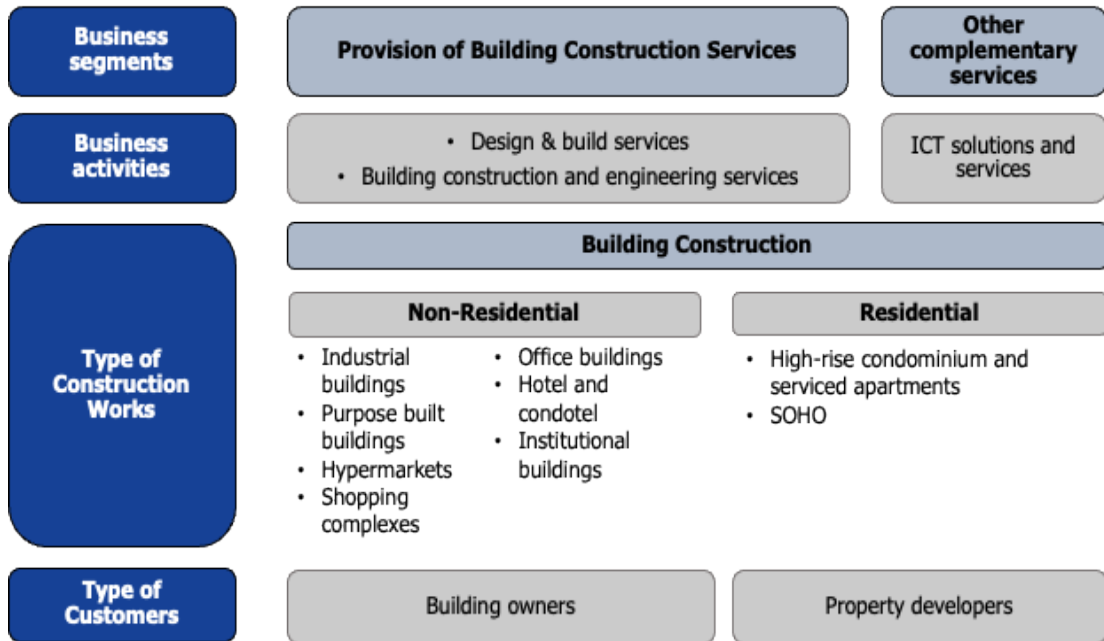 Business
segments
Provision of Building Construction Services
Other
complementary
services
Business
activities
• Design & build services
• Building construction and engineering services
ICT solutions and
services
Type of
Construction
Works
Building Construction
Non-Residential
• Industrial
buildings
• Purpose built
buildings
• Hypermarkets
• Shopping
complexes
• Office buildings
• Hotel and
condotel
• Institutional
buildings
Residential
• High-rise condominium and
serviced apartments
• SOHO
Type of
Customers
Building owners
Property developers